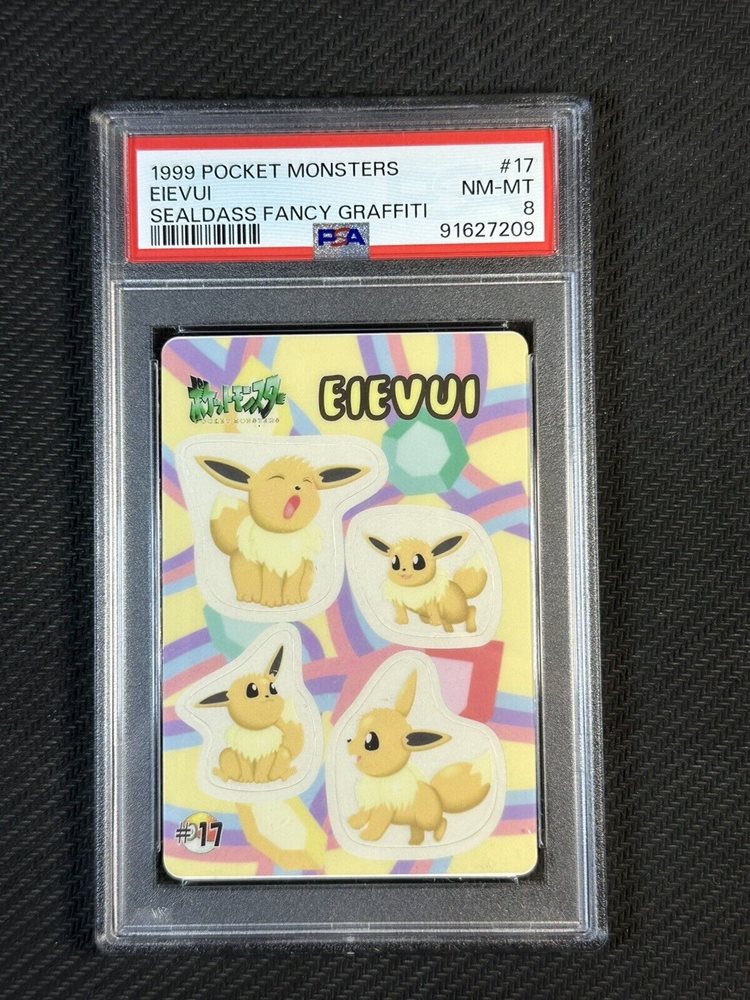 1999 POCKET MONSTERS #17
EIEVUI NM-MT
SEALDASS FANCY GRAFFITI 8
PSA 91627209
ポケットモンスター EIEVUI
#017